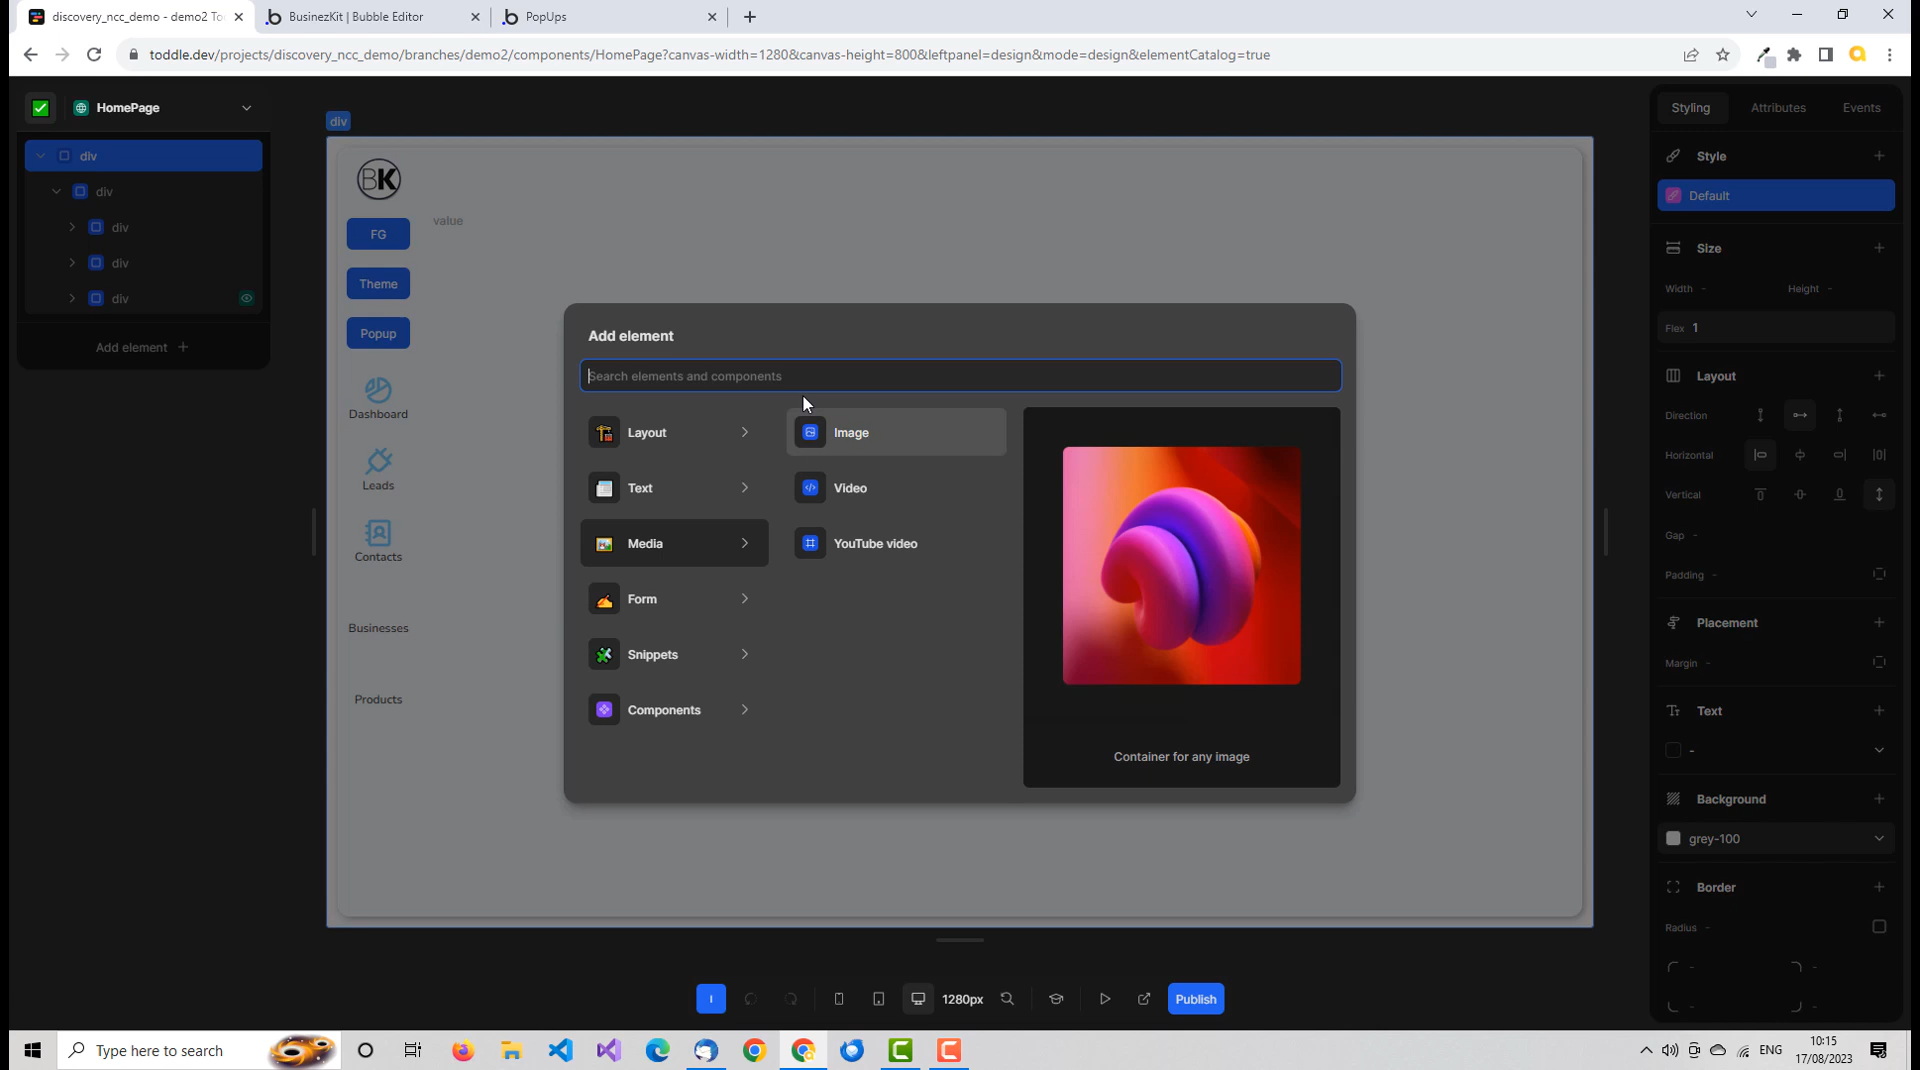 discovery_ncc_demo - demo2 To
BusinezKit | Bubble Editor
PopUps
toddle.dev/projects/discovery_ncc_demo/branches/demo2/components/HomePage?canvas-width=1280&canvas-height=800&leftpanel=design&mode=design&elementCatalog=true
HomePage
div
div
div
div
div
Add element
div
BK
FG
value
Theme
Popup
Dashboard
Leads
Contacts
Businesses
Products
Add element
Search elements and components
Layout
Text
Media
Form
Snippets
Components
Image
Video
YouTube video
Container for any image
1280px
Publish
Styling Attributes Events
Style
Default
Size
Width - Height -
Flex 1
Layout
Direction
Horizontal
Vertical
Gap -
Padding -
Placement
Margin -
Text
-
Background
grey-100
Border
Radius -
- -
- -
Type here to search
ENG
10:15
17/08/2023